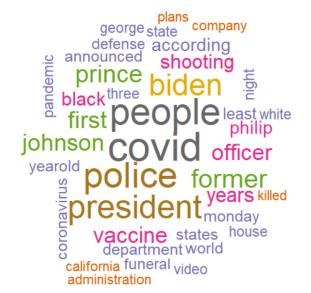 plans
george state company
defense according
announced shooting
pandemic prince biden night
black three people least white
first philip
johnson covid officer
yearold police former
coronavirus president years killed
monday
vaccine states house
department world
california funeral video
administration